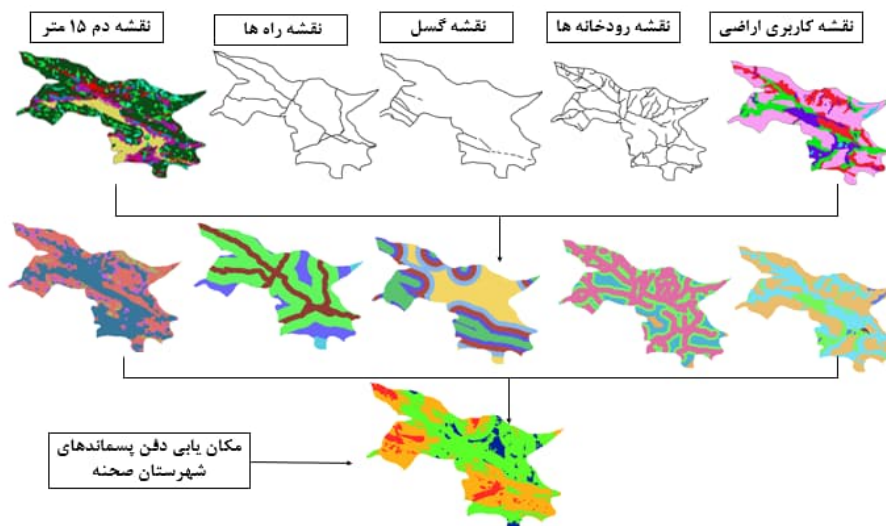 نقشه کاربری اراضی
نقشه رودخانه ها
نقشه گسل
نقشه راه ها
نقشه دم ۱۵ متر
مکان یابی دفن پسماندهای
شهرستان صحنه